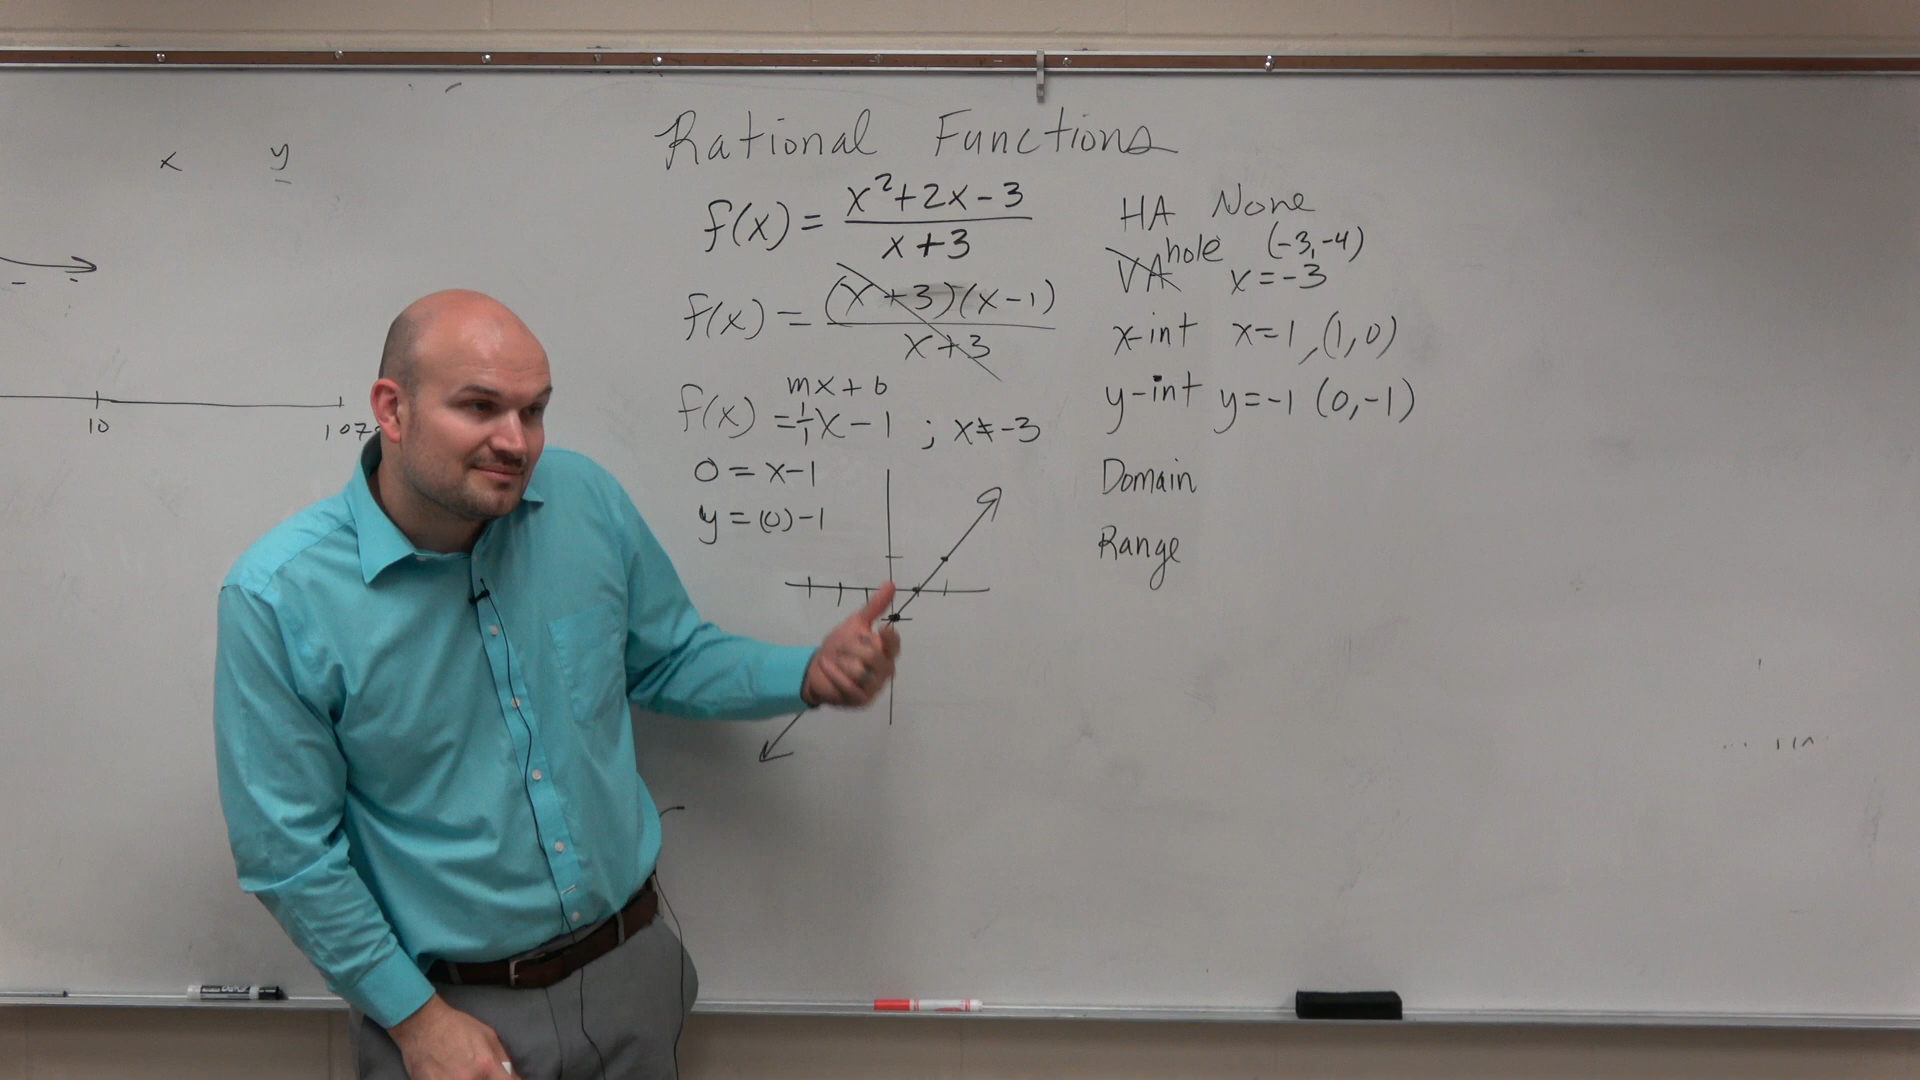 x y
10 107
Rational Functions
f(x) = x²+2x-3 / x+3
f(x) = (x+3)(x-1) / x+3
mx+b
f(x) = 1/1 x - 1 ; x≠-3
0 = x-1
y = (0)-1
HA None
hole (-3,-4)
VA x=-3
x-int x=1, (1,0)
y-int y=-1 (0,-1)
Domain
Range